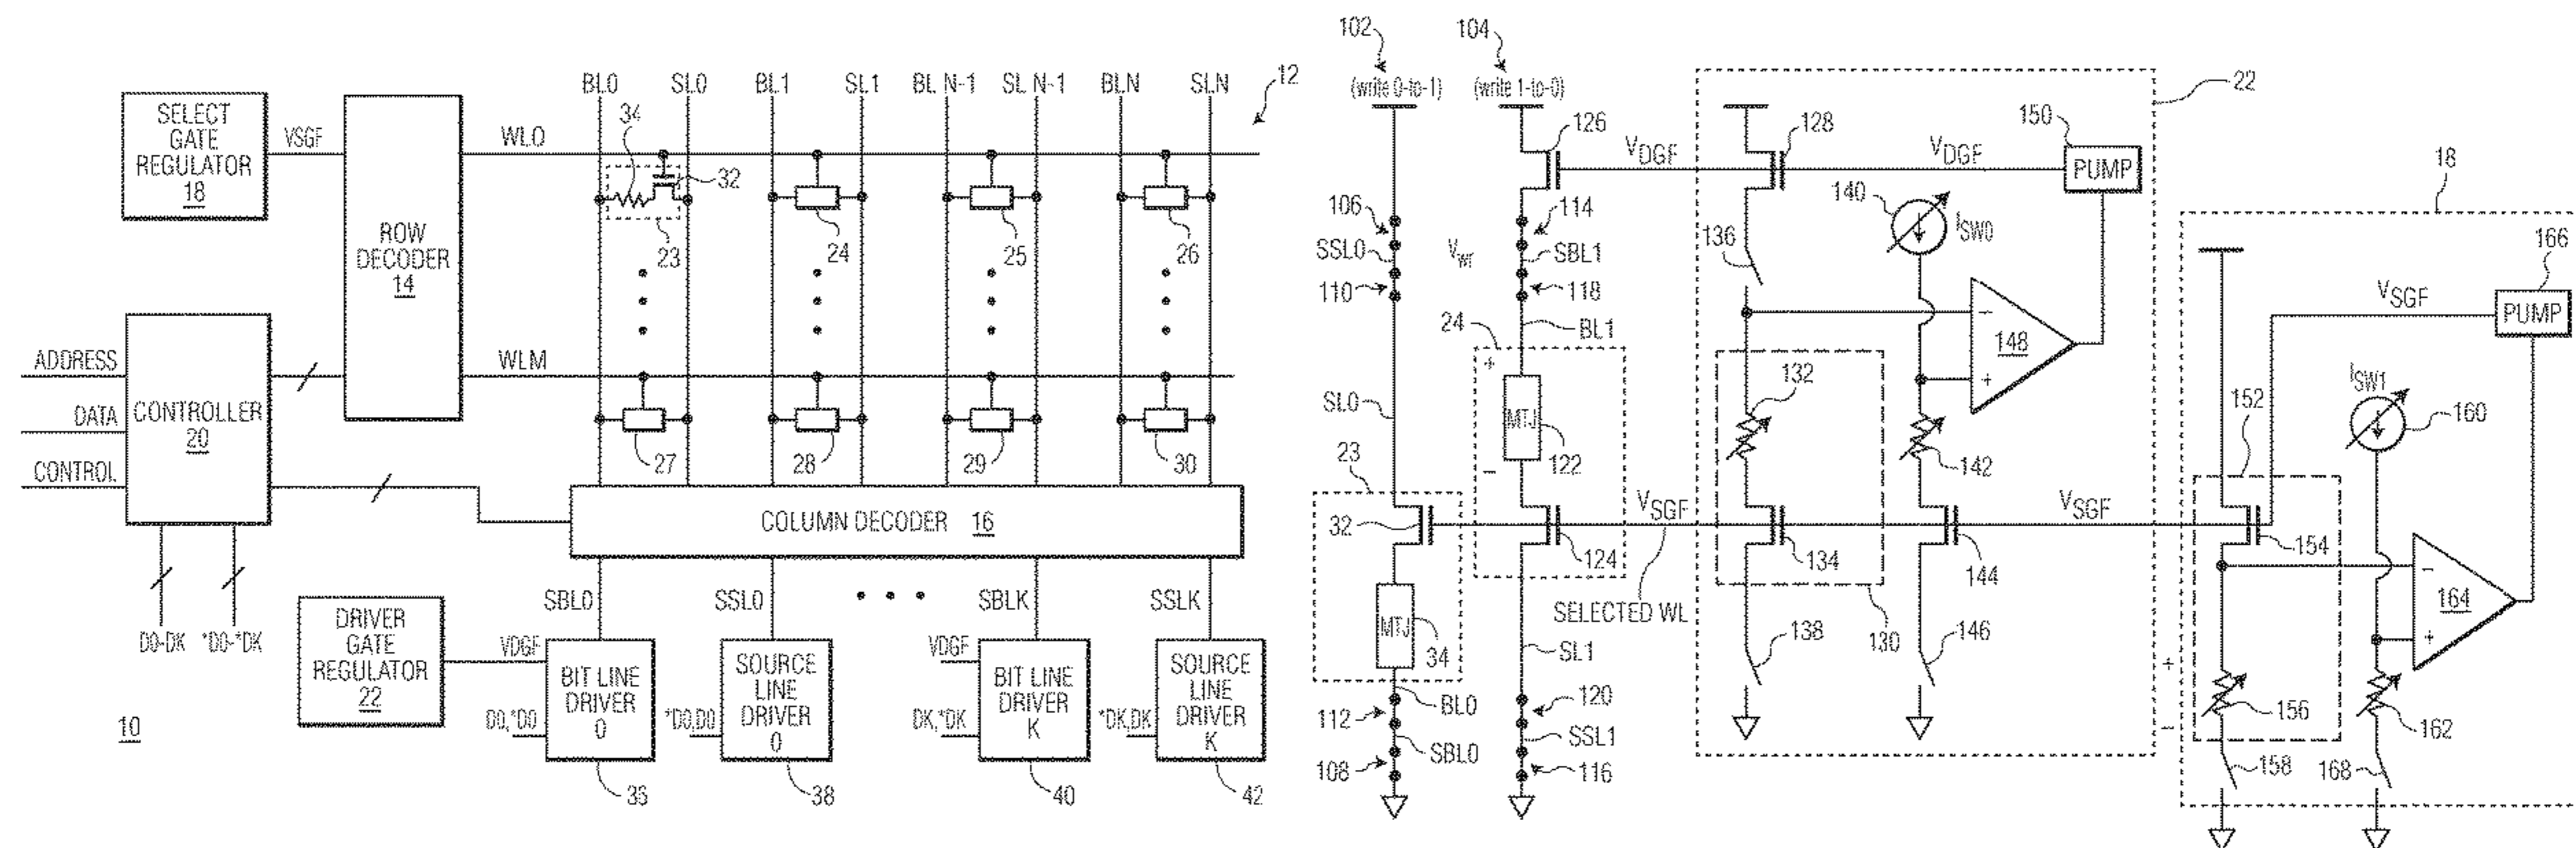 BL0 SL0 BL1 SL1 BL N-1 SL N-1 BLN SLN
12
SELECT
GATE
REGULATOR
18
VSGF
ROW
DECODER
14
WL0
34
32
23
24
25
26
ADDRESS
DATA
CONTROL
CONTROLLER
20
WLM
27
28
29
30
COLUMN DECODER 16
D0-DK
*D0-*DK
SBL0
SSL0
SBLK
SSLK
DRIVER
GATE
REGULATOR
22
VDGF
D0,*D0
BIT LINE
DRIVER
0
*D0,D0
SOURCE
LINE
DRIVER
0
VDGF
DK,*DK
BIT LINE
DRIVER
K
*DK,DK
SOURCE
LINE
DRIVER
K
10
36
38
40
42
102
(write 0-to-1)
104
(write 1-to-0)
106
SSL0
110
SL0
Vwr
126
114
SBL1
118
BL1
24
+
MTJ
122
−
23
32
124
MTJ
34
BL0
112
SBL0
108
SL1
120
SSL1
116
VDGF
VSGF
SELECTED WL
22
128
VDGF
150
PUMP
136
140
ISW0
−
148
+
132
142
134
144
VSGF
138
130
146
+
−
18
166
PUMP
VSGF
ISW1
160
152
154
−
164
+
156
162
158
168